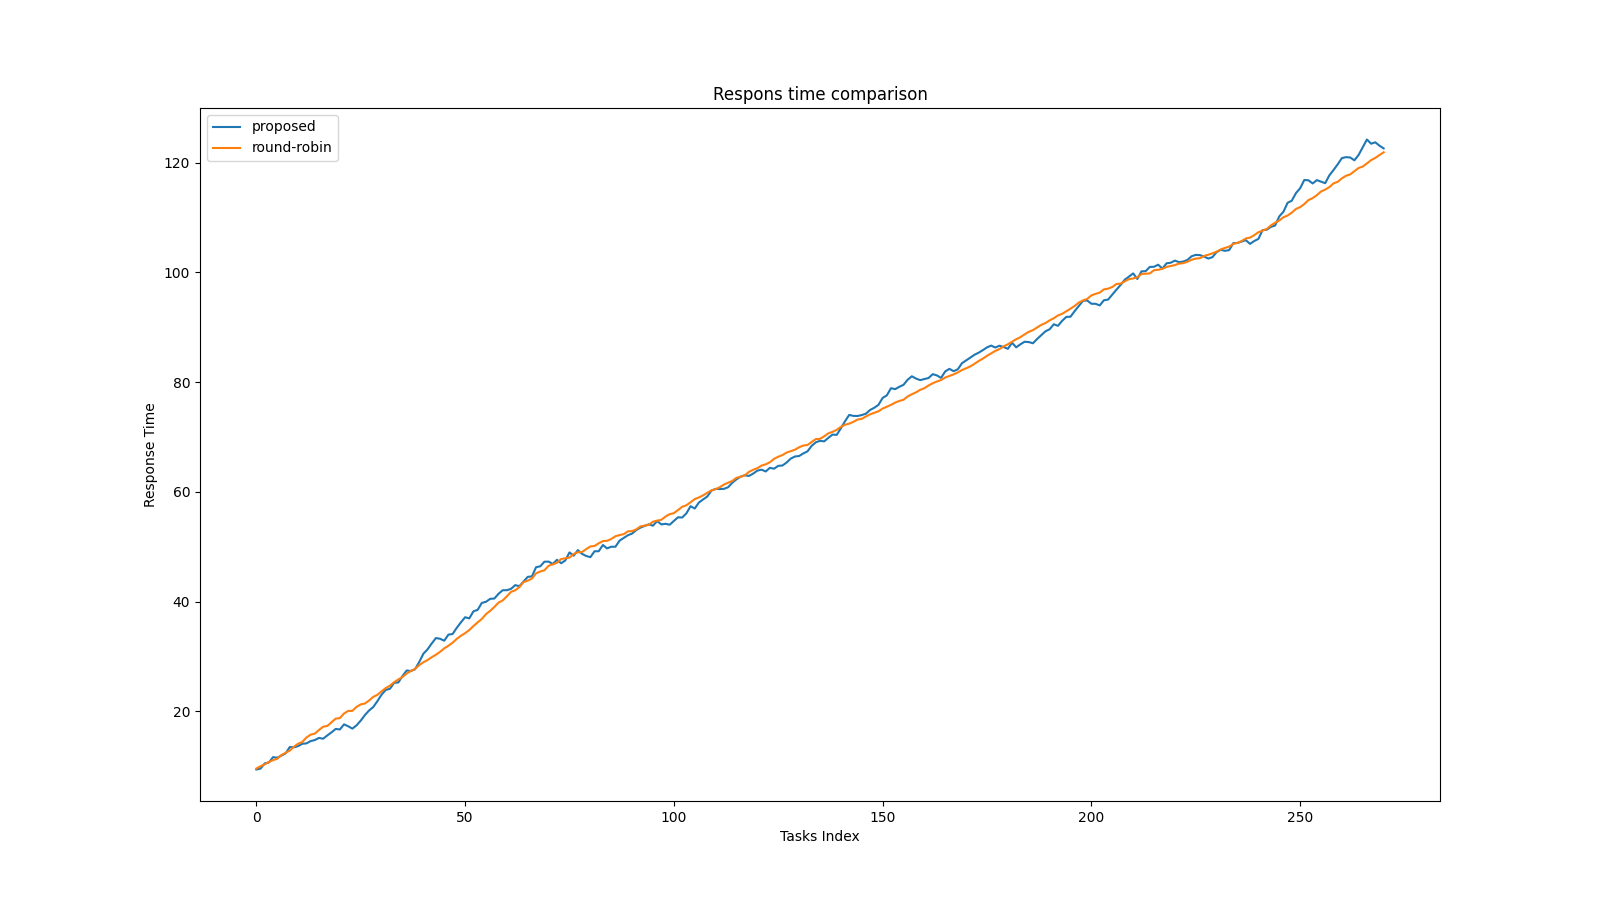 Respons time comparison
proposed
round-robin
120
100
80
60
40
20
Response Time
0 50 100 150 200 250
Tasks Index